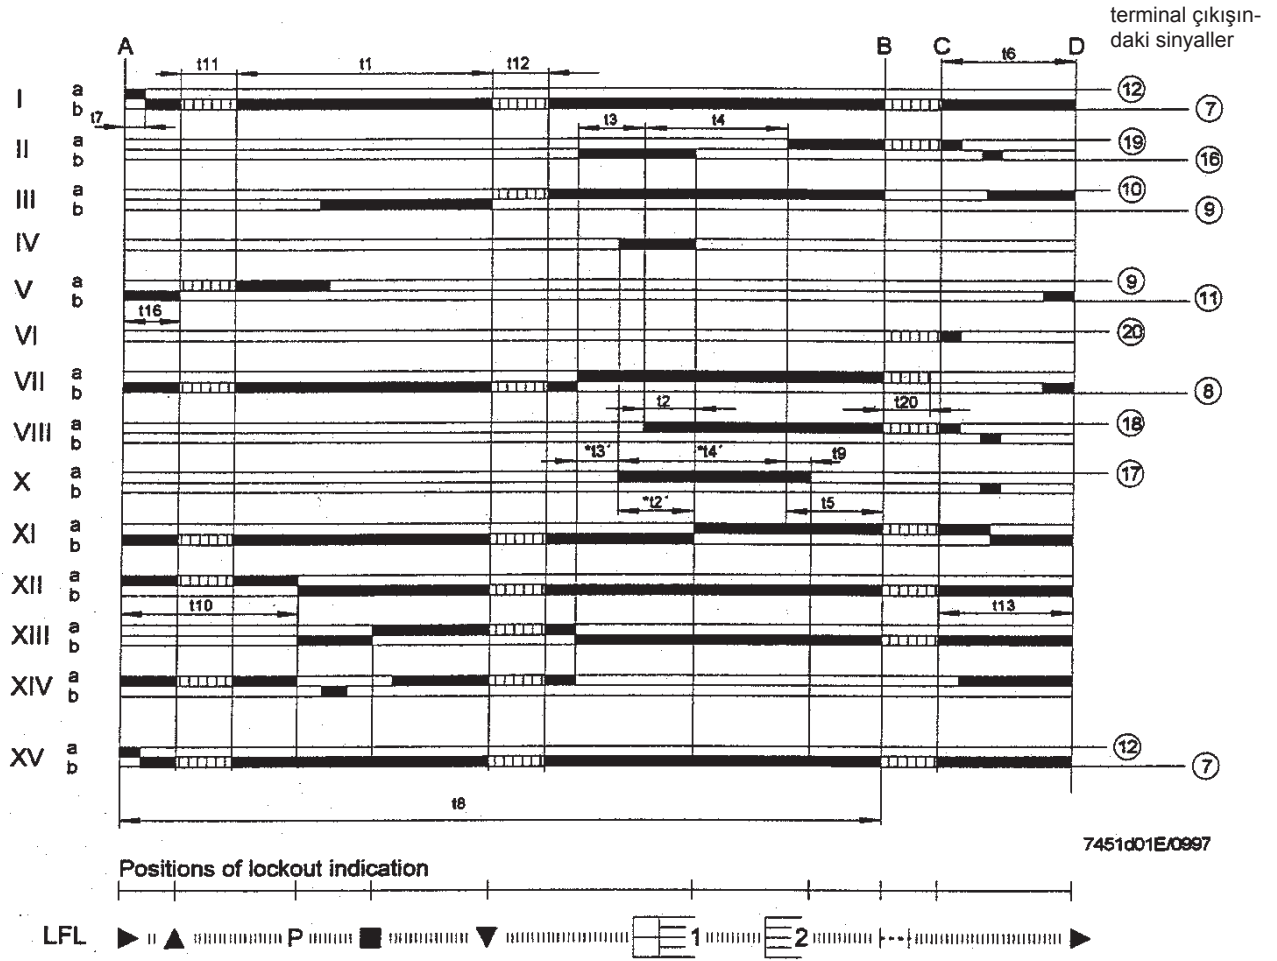 terminal çıkışın-
daki sinyaller
A B C D
t11 t1 t12 t6
I a b 12 7
t7 t3 t4
II a b 19 16
III a b 10 9
IV
V a b 9 11
t16
VI 20
VII a b 8
t2 t20
VIII a b 18
*t3´ *t4´ t9
X a b 17
*t2´ t5
XI a b
XII a b
t10 t13
XIII a b
XIV a b
XV a b 12 7
t8
7451d01E/0997
Positions of lockout indication
LFL P 1 2